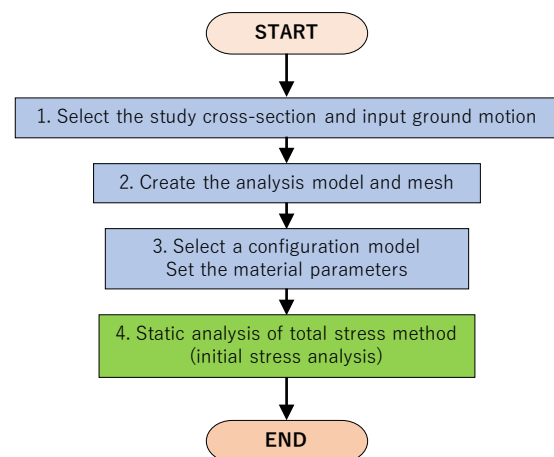 START
1. Select the study cross-section and input ground motion
2. Create the analysis model and mesh
3. Select a configuration model
Set the material parameters
4. Static analysis of total stress method
(initial stress analysis)
END